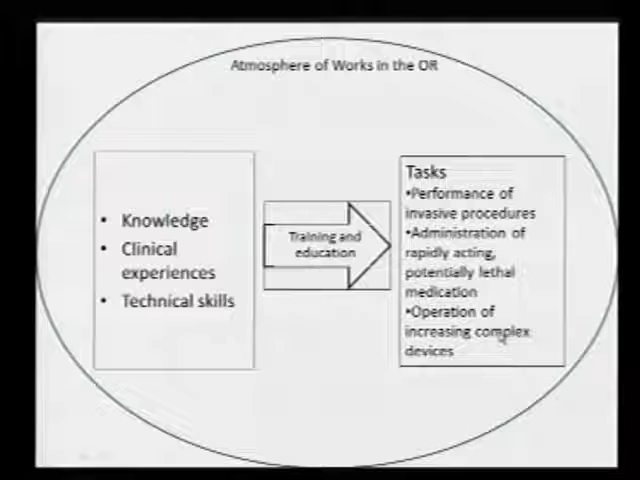 Atmosphere of Works in the OR
• Knowledge
• Clinical
experiences
• Technical skills
Training and
education
Tasks
•Performance of
invasive procedures
•Administration of
rapidly acting,
potentially lethal
medication
•Operation of
increasing complex
devices